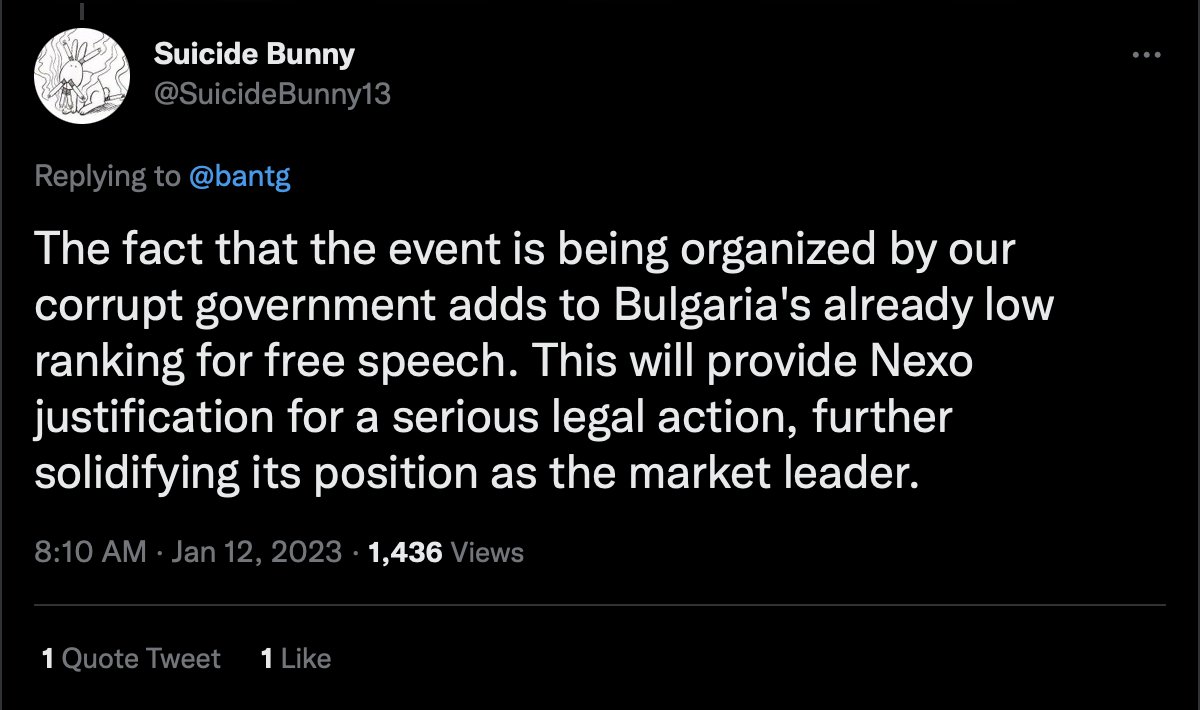 Suicide Bunny
@SuicideBunny13
Replying to @bantg
The fact that the event is being organized by our
corrupt government adds to Bulgaria's already low
ranking for free speech. This will provide Nexo
justification for a serious legal action, further
solidifying its position as the market leader.
8:10 AM · Jan 12, 2023 · 1,436 Views
1 Quote Tweet 1 Like